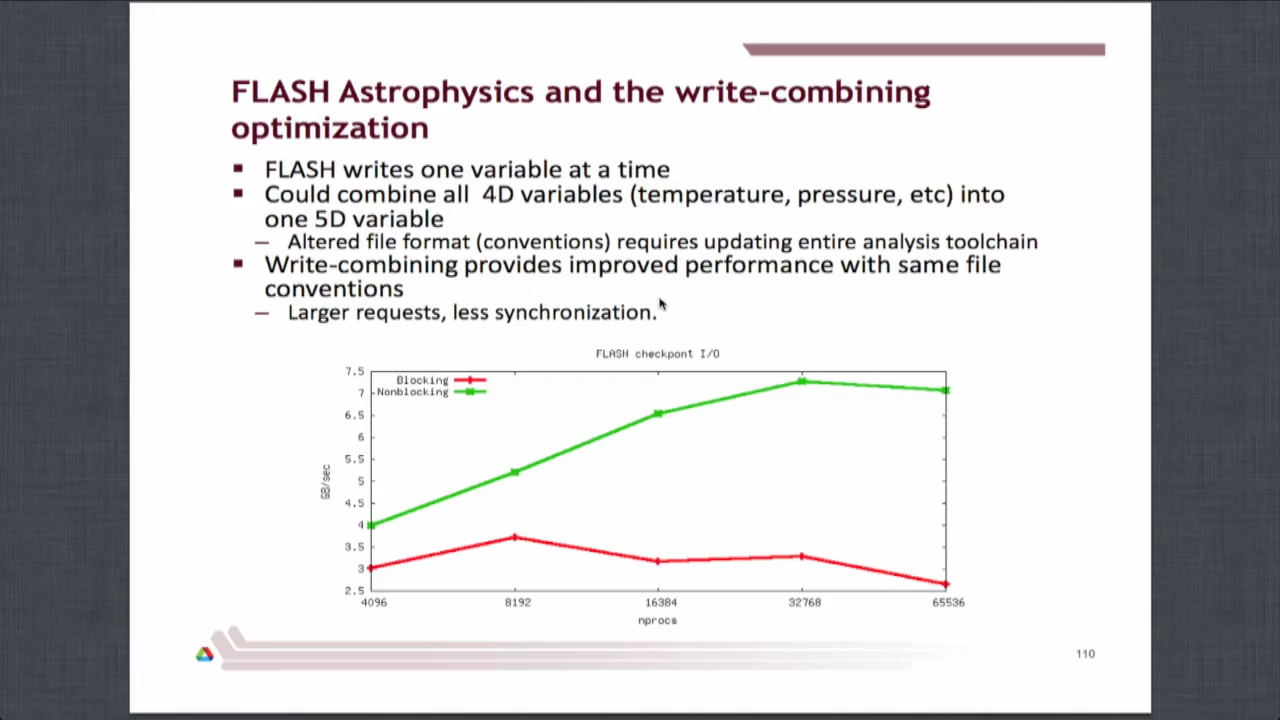 FLASH Astrophysics and the write-combining
optimization
FLASH writes one variable at a time
Could combine all 4D variables (temperature, pressure, etc) into
one 5D variable
– Altered file format (conventions) requires updating entire analysis toolchain
Write-combining provides improved performance with same file
conventions
– Larger requests, less synchronization.
FLASH checkpont I/O
7.5
Blocking
7
Nonblocking
6.5
6
5.5
5
GB/sec
4.5
4
3.5
3
2.5
4096 8192 16384 32768 65536
nprocs
110